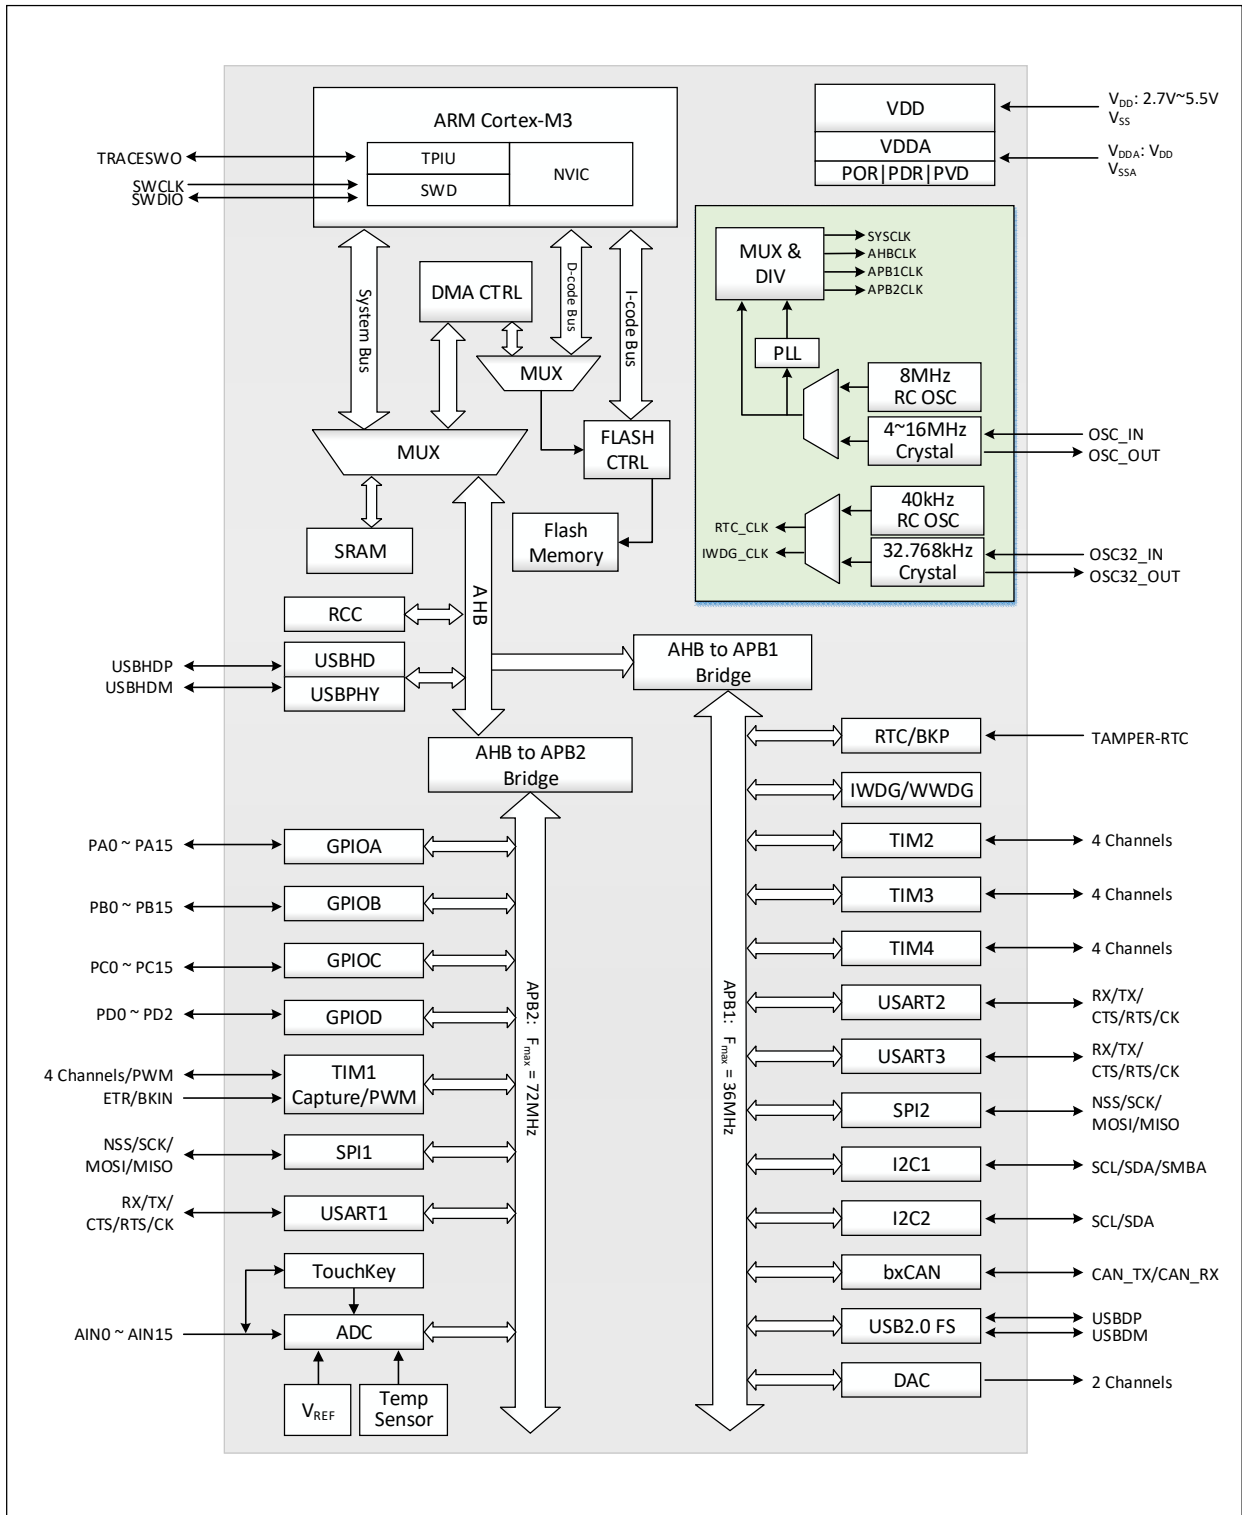 ARM Cortex-M3
TPIU
SWD
NVIC
TRACESWO
SWCLK
SWDIO
VDD
VDDA
POR|PDR|PVD
VDD: 2.7V~5.5V
VSS
VDDA: VDD
VSSA
System Bus
DMA CTRL
D-code Bus
I-code Bus
MUX
MUX
FLASH
CTRL
SRAM
Flash
Memory
MUX &
DIV
SYSCLK
AHBCLK
APB1CLK
APB2CLK
PLL
8MHz
RC OSC
4~16MHz
Crystal
OSC_IN
OSC_OUT
40kHz
RC OSC
RTC_CLK
IWDG_CLK
32.768kHz
Crystal
OSC32_IN
OSC32_OUT
AHB
RCC
USBHD
USBPHY
USBHDP
USBHDM
AHB to APB1
Bridge
AHB to APB2
Bridge
PA0 ~ PA15
GPIOA
PB0 ~ PB15
GPIOB
PC0 ~ PC15
GPIOC
PD0 ~ PD2
GPIOD
4 Channels/PWM
ETR/BKIN
TIM1
Capture/PWM
NSS/SCK/
MOSI/MISO
SPI1
RX/TX/
CTS/RTS/CK
USART1
TouchKey
AIN0 ~ AIN15
ADC
VREF
Temp
Sensor
APB2: Fmax = 72MHz
APB1: Fmax = 36MHz
RTC/BKP
TAMPER-RTC
IWDG/WWDG
TIM2
4 Channels
TIM3
4 Channels
TIM4
4 Channels
USART2
RX/TX/
CTS/RTS/CK
USART3
RX/TX/
CTS/RTS/CK
SPI2
NSS/SCK/
MOSI/MISO
I2C1
SCL/SDA/SMBA
I2C2
SCL/SDA
bxCAN
CAN_TX/CAN_RX
USB2.0 FS
USBDP
USBDM
DAC
2 Channels